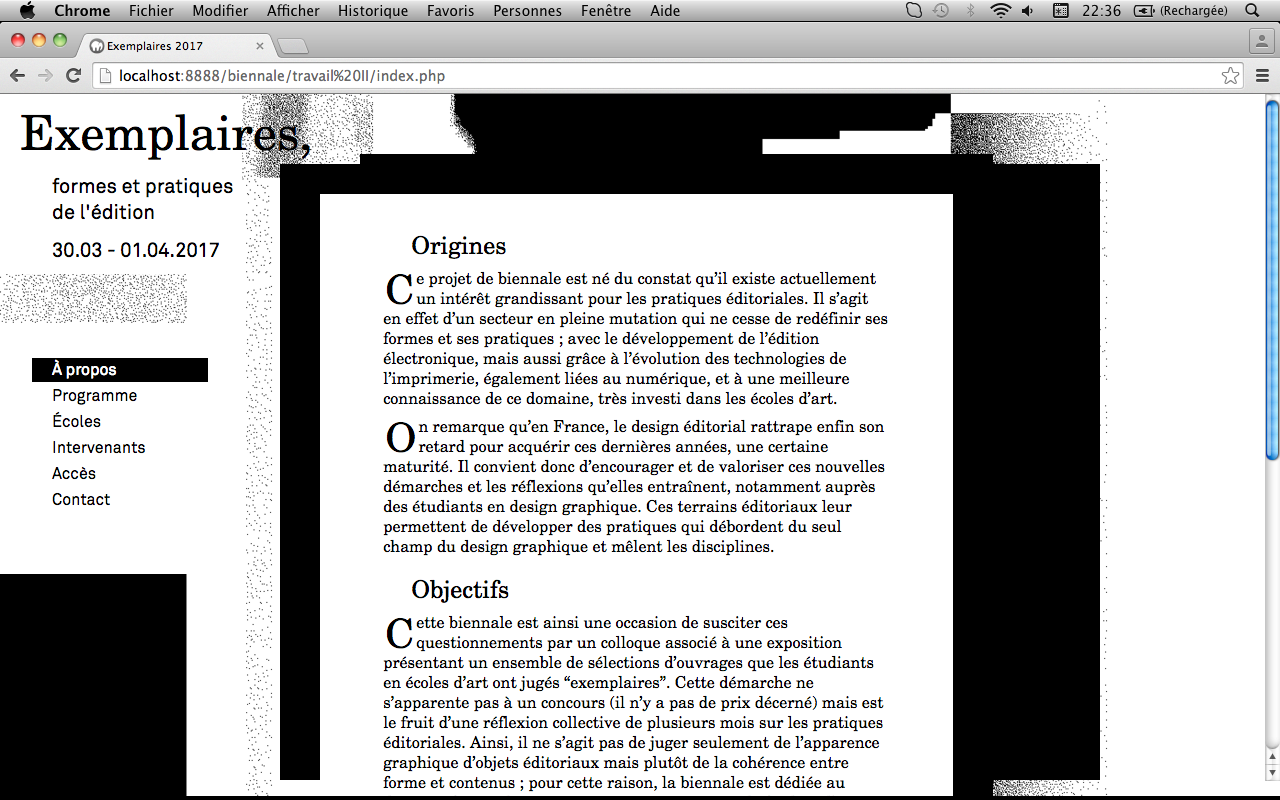 Chrome Fichier Modifier Afficher Historique Favoris Personnes Fenêtre Aide 22:36 (Rechargée)
Exemplaires 2017
localhost:8888/biennale/travail%20II/index.php
Exemplaires,
formes et pratiques
de l'édition
30.03 - 01.04.2017
À propos
Programme
Écoles
Intervenants
Accès
Contact
Origines
Ce projet de biennale est né du constat qu’il existe actuellement
un intérêt grandissant pour les pratiques éditoriales. Il s’agit
en effet d’un secteur en pleine mutation qui ne cesse de redéfinir ses
formes et ses pratiques ; avec le développement de l’édition
électronique, mais aussi grâce à l’évolution des technologies de
l’imprimerie, également liées au numérique, et à une meilleure
connaissance de ce domaine, très investi dans les écoles d’art.
On remarque qu’en France, le design éditorial rattrape enfin son
retard pour acquérir ces dernières années, une certaine
maturité. Il convient donc d’encourager et de valoriser ces nouvelles
démarches et les réflexions qu’elles entraînent, notamment auprès
des étudiants en design graphique. Ces terrains éditoriaux leur
permettent de développer des pratiques qui débordent du seul
champ du design graphique et mêlent les disciplines.
Objectifs
Cette biennale est ainsi une occasion de susciter ces
questionnements par un colloque associé à une exposition
présentant un ensemble de sélections d’ouvrages que les étudiants
en écoles d’art ont jugés “exemplaires”. Cette démarche ne
s’apparente pas à un concours (il n’y a pas de prix décerné) mais est
le fruit d’une réflexion collective de plusieurs mois sur les pratiques
éditoriales. Ainsi, il ne s’agit pas de juger seulement de l’apparence
graphique d’objets éditoriaux mais plutôt de la cohérence entre
forme et contenus ; pour cette raison, la biennale est dédiée au